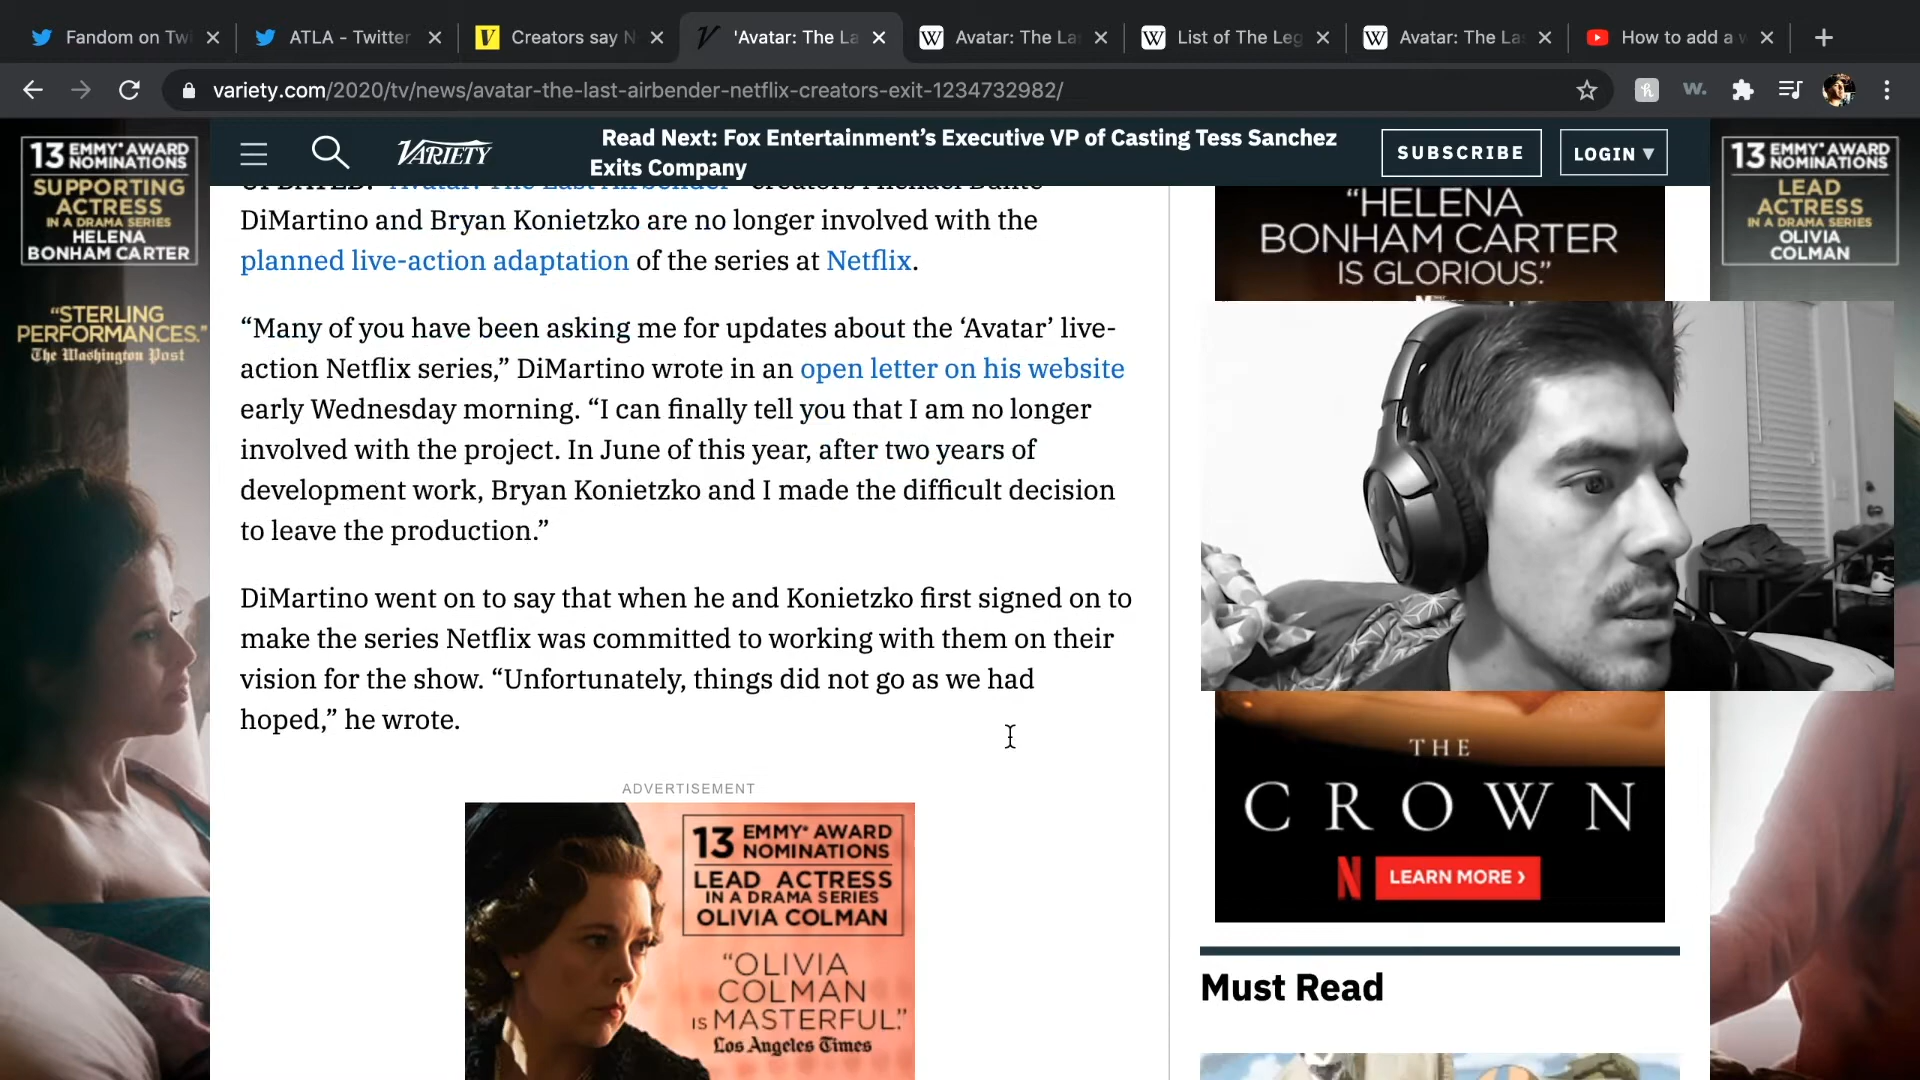 Fandom on Tw
ATLA - Twitter
Creators say N
'Avatar: The La
Avatar: The La
List of The Leg
Avatar: The La
How to add a
variety.com/2020/tv/news/avatar-the-last-airbender-netflix-creators-exit-1234732982/
VARIETY
Read Next: Fox Entertainment’s Executive VP of Casting Tess Sanchez
Exits Company
SUBSCRIBE
LOGIN ▾
13 EMMY® AWARD
NOMINATIONS
SUPPORTING
ACTRESS
IN A DRAMA SERIES
HELENA
BONHAM CARTER
“STERLING
PERFORMANCES.”
The Washington Post
UPDATED: “Avatar: The Last Airbender” creators Michael Dante
DiMartino and Bryan Konietzko are no longer involved with the
planned live-action adaptation of the series at Netflix.
“Many of you have been asking me for updates about the ‘Avatar’ live-
action Netflix series,” DiMartino wrote in an open letter on his website
early Wednesday morning. “I can finally tell you that I am no longer
involved with the project. In June of this year, after two years of
development work, Bryan Konietzko and I made the difficult decision
to leave the production.”
DiMartino went on to say that when he and Konietzko first signed on to
make the series Netflix was committed to working with them on their
vision for the show. “Unfortunately, things did not go as we had
hoped,” he wrote.
ADVERTISEMENT
13 EMMY® AWARD
NOMINATIONS
LEAD ACTRESS
IN A DRAMA SERIES
OLIVIA COLMAN
“OLIVIA
COLMAN
IS MASTERFUL.”
Los Angeles Times
“HELENA
BONHAM CARTER
IS GLORIOUS.”
THE
CROWN
N
LEARN MORE ›
Must Read
13 EMMY® AWARD
NOMINATIONS
LEAD
ACTRESS
IN A DRAMA SERIES
OLIVIA
COLMAN